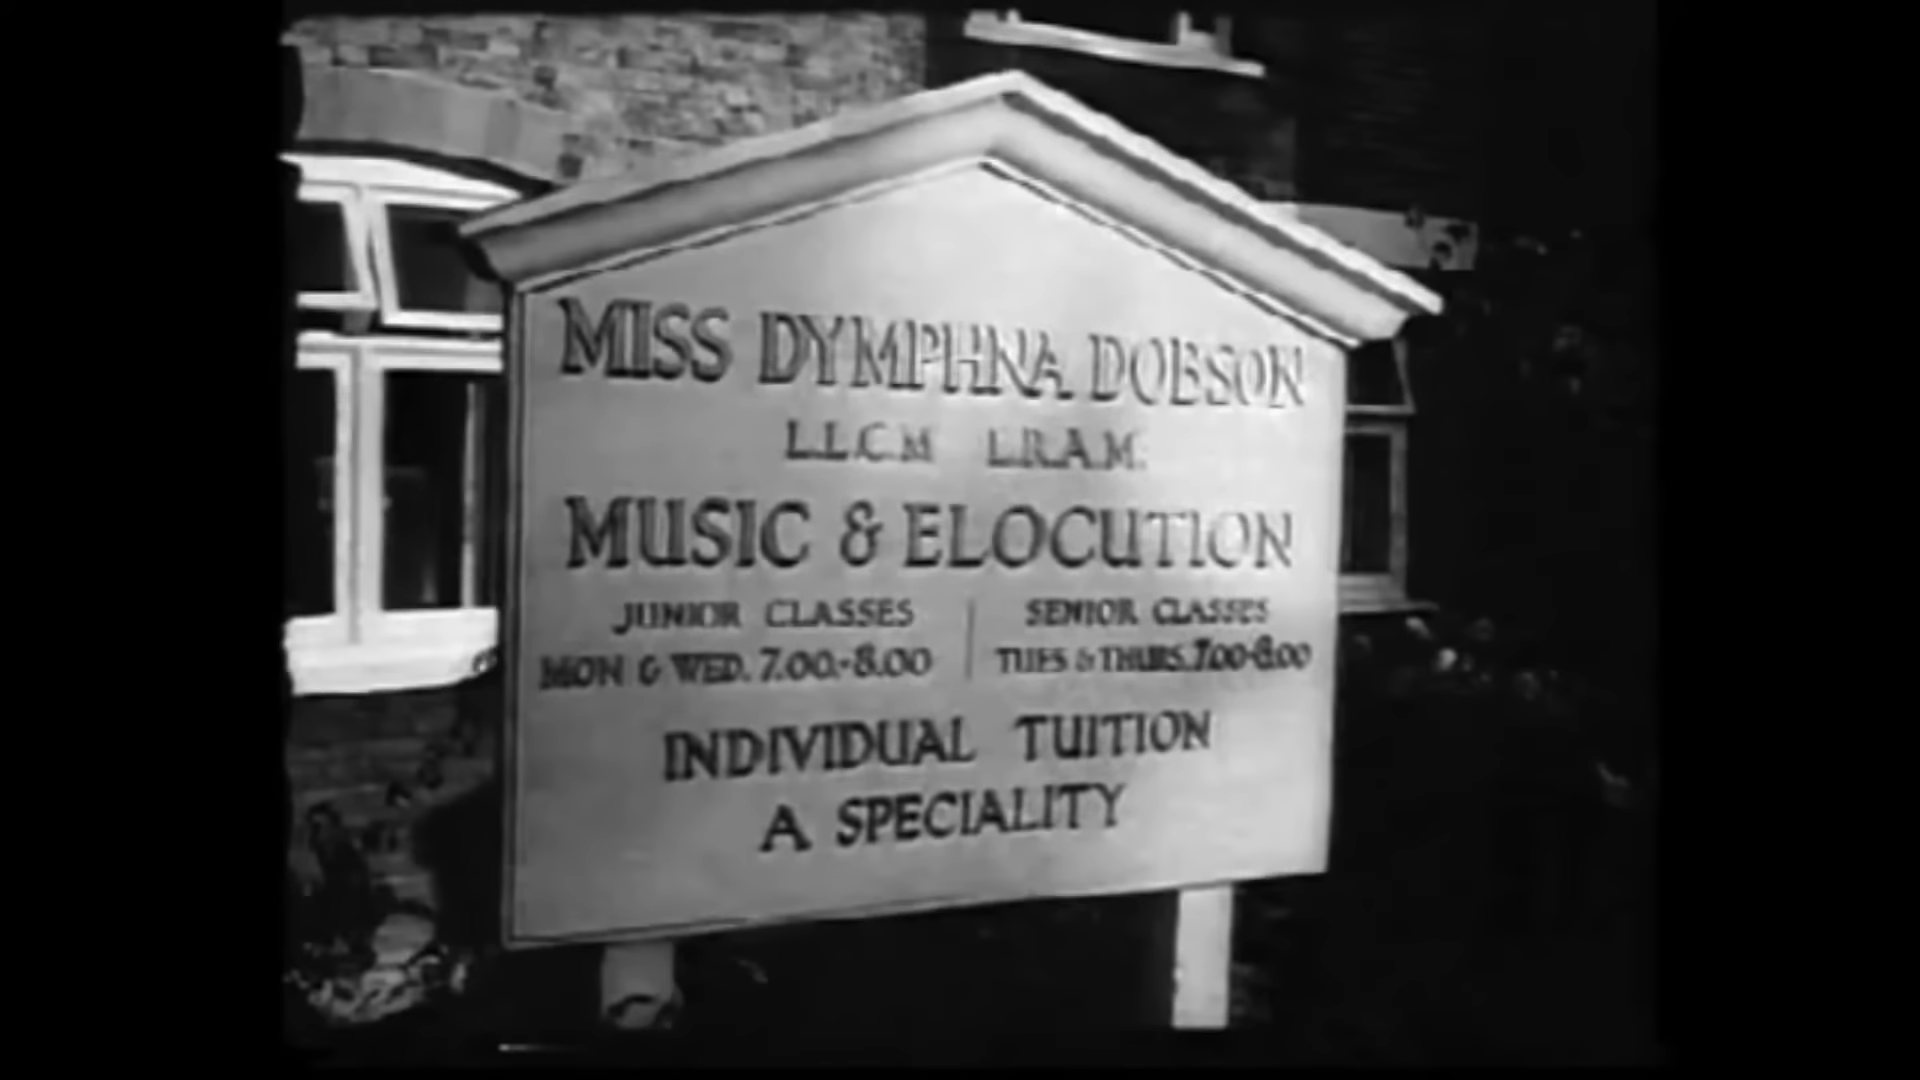 MISS DYMPHNA DOBSON
L.L.C.M L.R.A.M.
MUSIC & ELOCUTION
JUNIOR CLASSES
MON & WED. 7.00.-8.00
SENIOR CLASSES
TUES & THURS. 7.00-8.00
INDIVIDUAL TUITION
A SPECIALITY